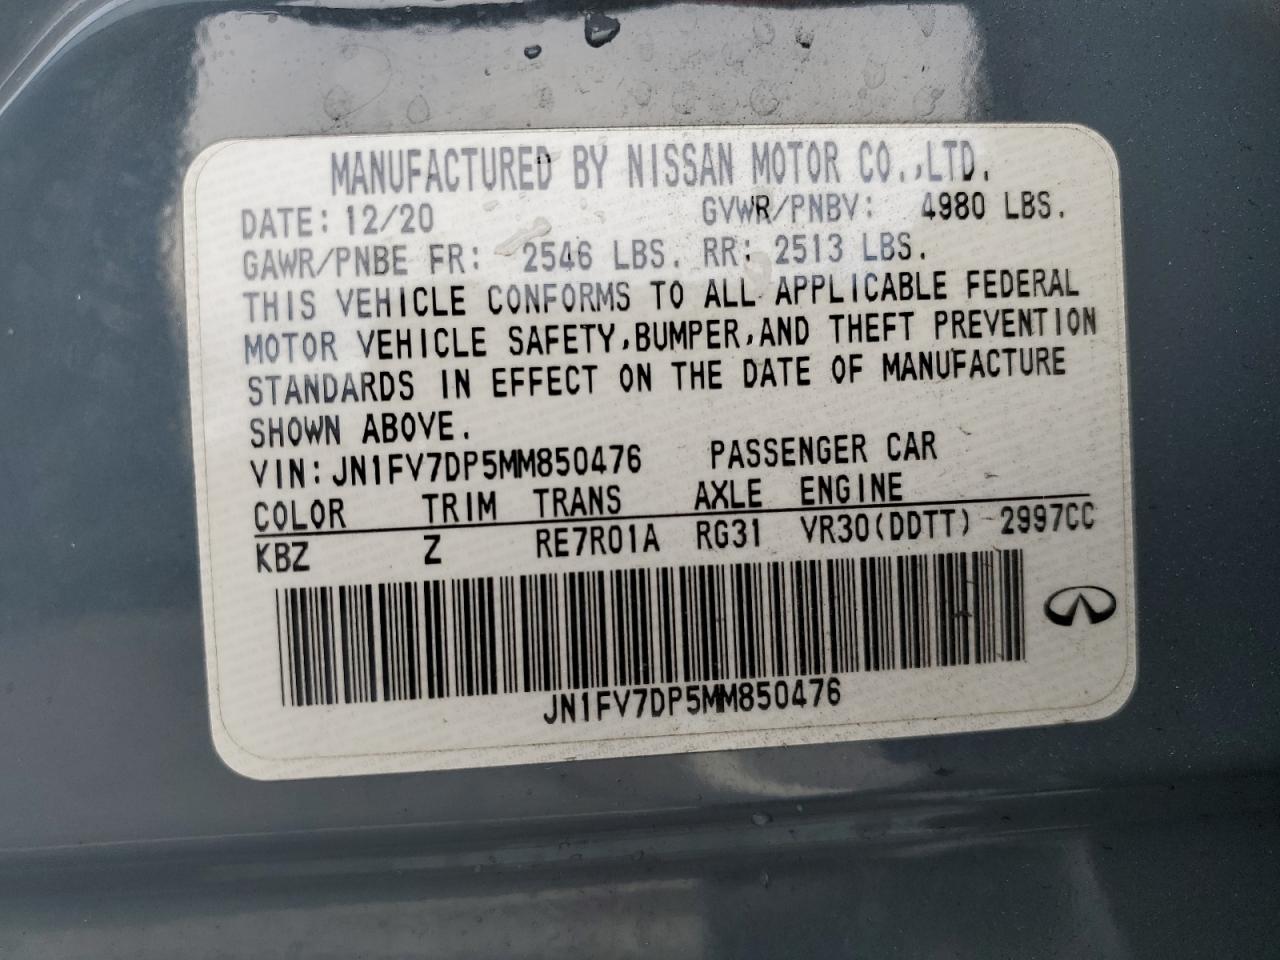 MANUFACTURED BY NISSAN MOTOR CO.,LTD.
DATE: 12/20 GVWR/PNBV: 4980 LBS.
GAWR/PNBE FR: 2546 LBS. RR: 2513 LBS.
THIS VEHICLE CONFORMS TO ALL APPLICABLE FEDERAL
MOTOR VEHICLE SAFETY,BUMPER,AND THEFT PREVENTION
STANDARDS IN EFFECT ON THE DATE OF MANUFACTURE
SHOWN ABOVE.
VIN:JN1FV7DP5MM850476 PASSENGER CAR
COLOR TRIM TRANS AXLE ENGINE
KBZ Z RE7R01A RG31 VR30(DDTT) 2997CC
JN1FV7DP5MM850476